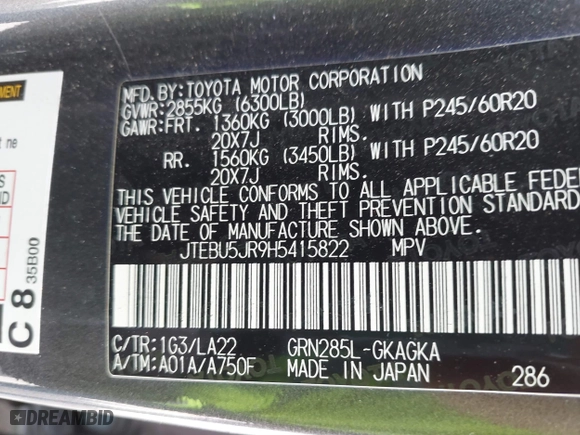 MFD. BY: TOYOTA MOTOR CORPORATION
GVWR: 2855KG (6300LB)
GAWR: FRT. 1360KG (3000LB) WITH P245/60R20
20X7J RIMS.
RR. 1560KG (3450LB) WITH P245/60R20
20X7J RIMS.
THIS VEHICLE CONFORMS TO ALL APPLICABLE FEDE
VEHICLE SAFETY AND THEFT PREVENTION STANDAR
THE DATE OF MANUFACTURE SHOWN ABOVE.
JTEBU5JR9H5415822 MPV
C/TR: 1G3/LA22 GRN285L-GKAGKA
A/TM: A01A/A750F MADE IN JAPAN 286
C 8 35B00
DREAMBID